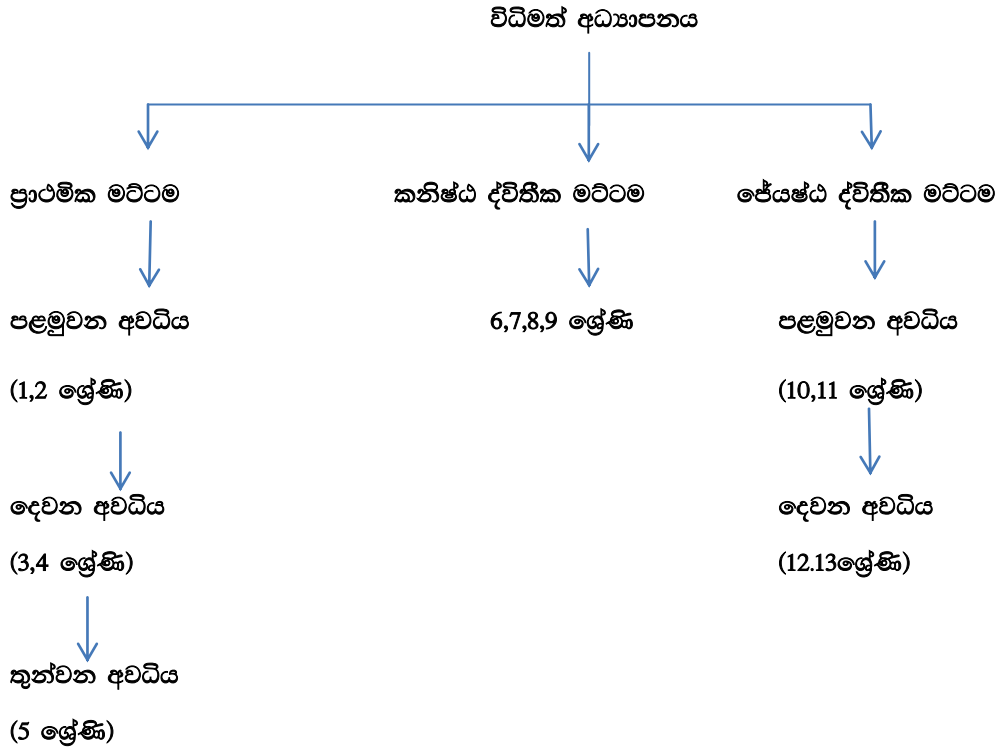 විධිමත් අධ්‍යාපනය
ප්‍රාථමික මට්ටම
කනිෂ්ඨ ද්විතීක මට්ටම
ජේයෂ්ඨ ද්විතීක මට්ටම
පළමුවන අවධිය
6,7,8,9 ශ්‍රේණි
පළමුවන අවධිය
(1,2 ශ්‍රේණි)
(10,11 ශ්‍රේණි)
දෙවන අවධිය
දෙවන අවධිය
(3,4 ශ්‍රේණි)
(12.13ශ්‍රේණි)
තුන්වන අවධිය
(5 ශ්‍රේණි)